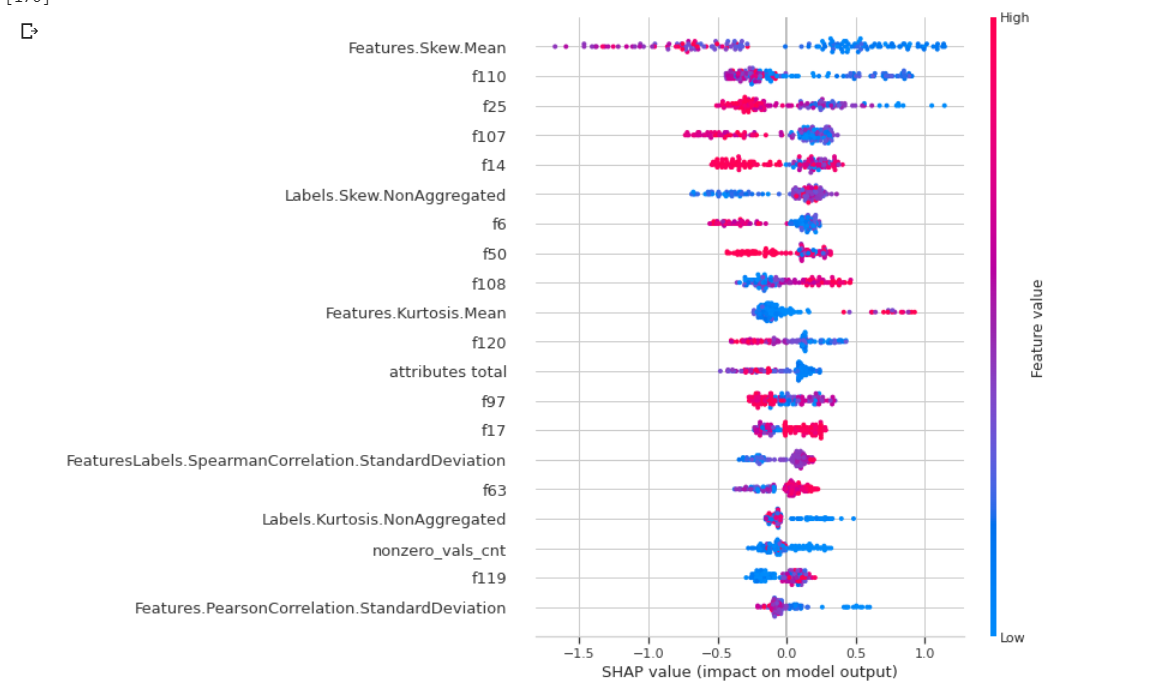 High
Features.Skew.Mean
f110
f25
f107
f14
Labels.Skew.NonAggregated
f6
f50
f108
Features.Kurtosis.Mean
f120
attributes total
f97
f17
FeaturesLabels.SpearmanCorrelation.StandardDeviation
f63
Labels.Kurtosis.NonAggregated
nonzero_vals_cnt
f119
Features.PearsonCorrelation.StandardDeviation
Feature value
Low
−1.5 −1.0 −0.5 0.0 0.5 1.0
SHAP value (impact on model output)